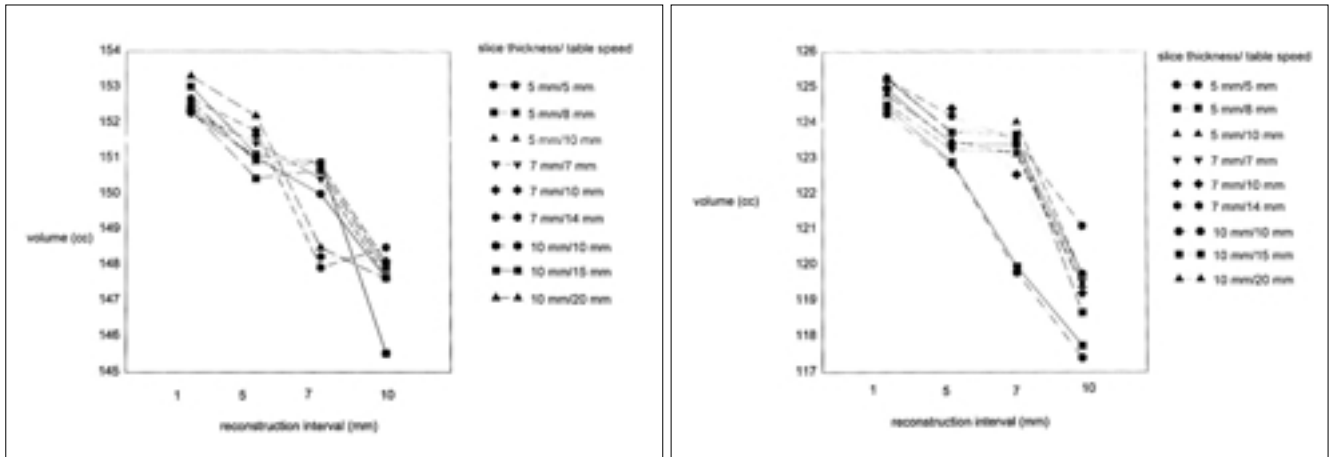 slice thickness/ table speed
154
153
152
151
150
149
148
147
146
145
volume (cc)
5 mm/5 mm
5 mm/8 mm
5 mm/10 mm
7 mm/7 mm
7 mm/10 mm
7 mm/14 mm
10 mm/10 mm
10 mm/15 mm
10 mm/20 mm
1 5 7 10
reconstruction interval (mm)
slice thickness/ table speed
126
125
124
123
122
121
120
119
118
117
volume (cc)
5 mm/5 mm
5 mm/8 mm
5 mm/10 mm
7 mm/7 mm
7 mm/10 mm
7 mm/14 mm
10 mm/10 mm
10 mm/15 mm
10 mm/20 mm
1 5 7 10
reconstruction interval (mm)